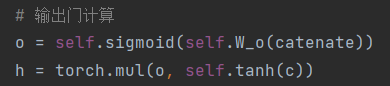 # 输出门计算
o = self.sigmoid(self.W_o(catenate))
h = torch.mul(o, self.tanh(c))